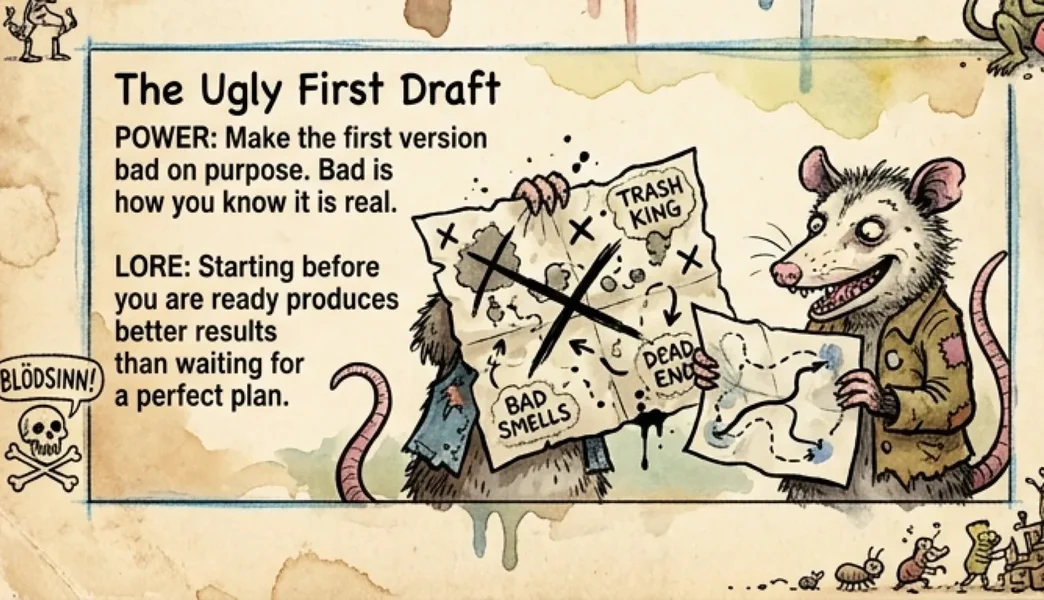 The Ugly First Draft
POWER: Make the first version
bad on purpose. Bad is
how you know it is real.
LORE: Starting before
you are ready produces
better results
than waiting for
a perfect plan.
TRASH
KING
DEAD
END
BAD
SMELLS
BLÖDSINN!